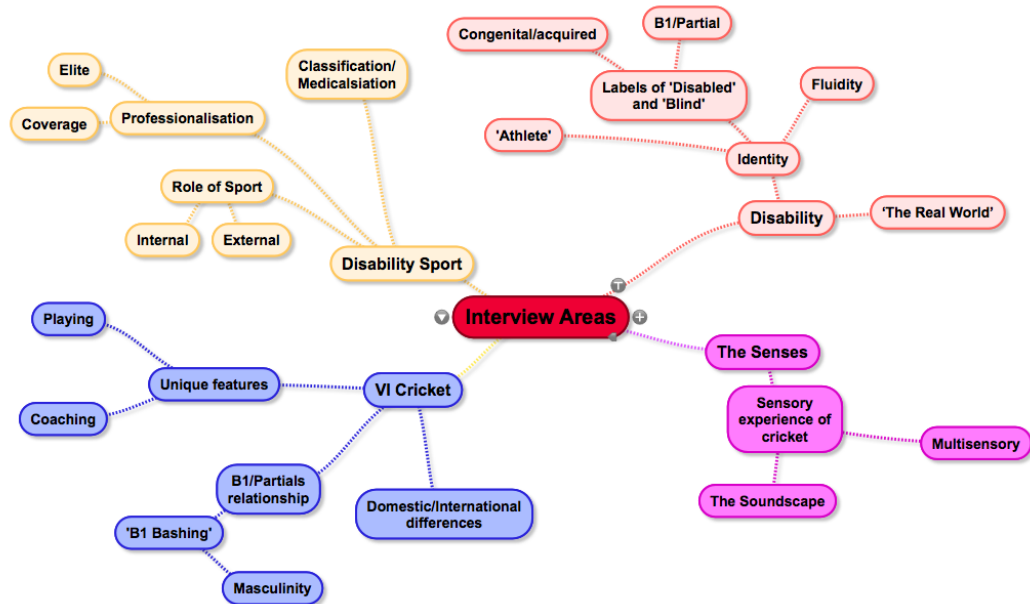 B1/Partial
Congenital/acquired
Classification/
Medicalsiation
Elite
Labels of 'Disabled'
and 'Blind'
Fluidity
Coverage
Professionalisation
'Athlete'
Identity
Role of Sport
Disability
'The Real World'
Internal
External
Disability Sport
Interview Areas
Playing
The Senses
Unique features
VI Cricket
Coaching
Sensory
experience of
cricket
Multisensory
B1/Partials
relationship
The Soundscape
Domestic/International
differences
'B1 Bashing'
Masculinity